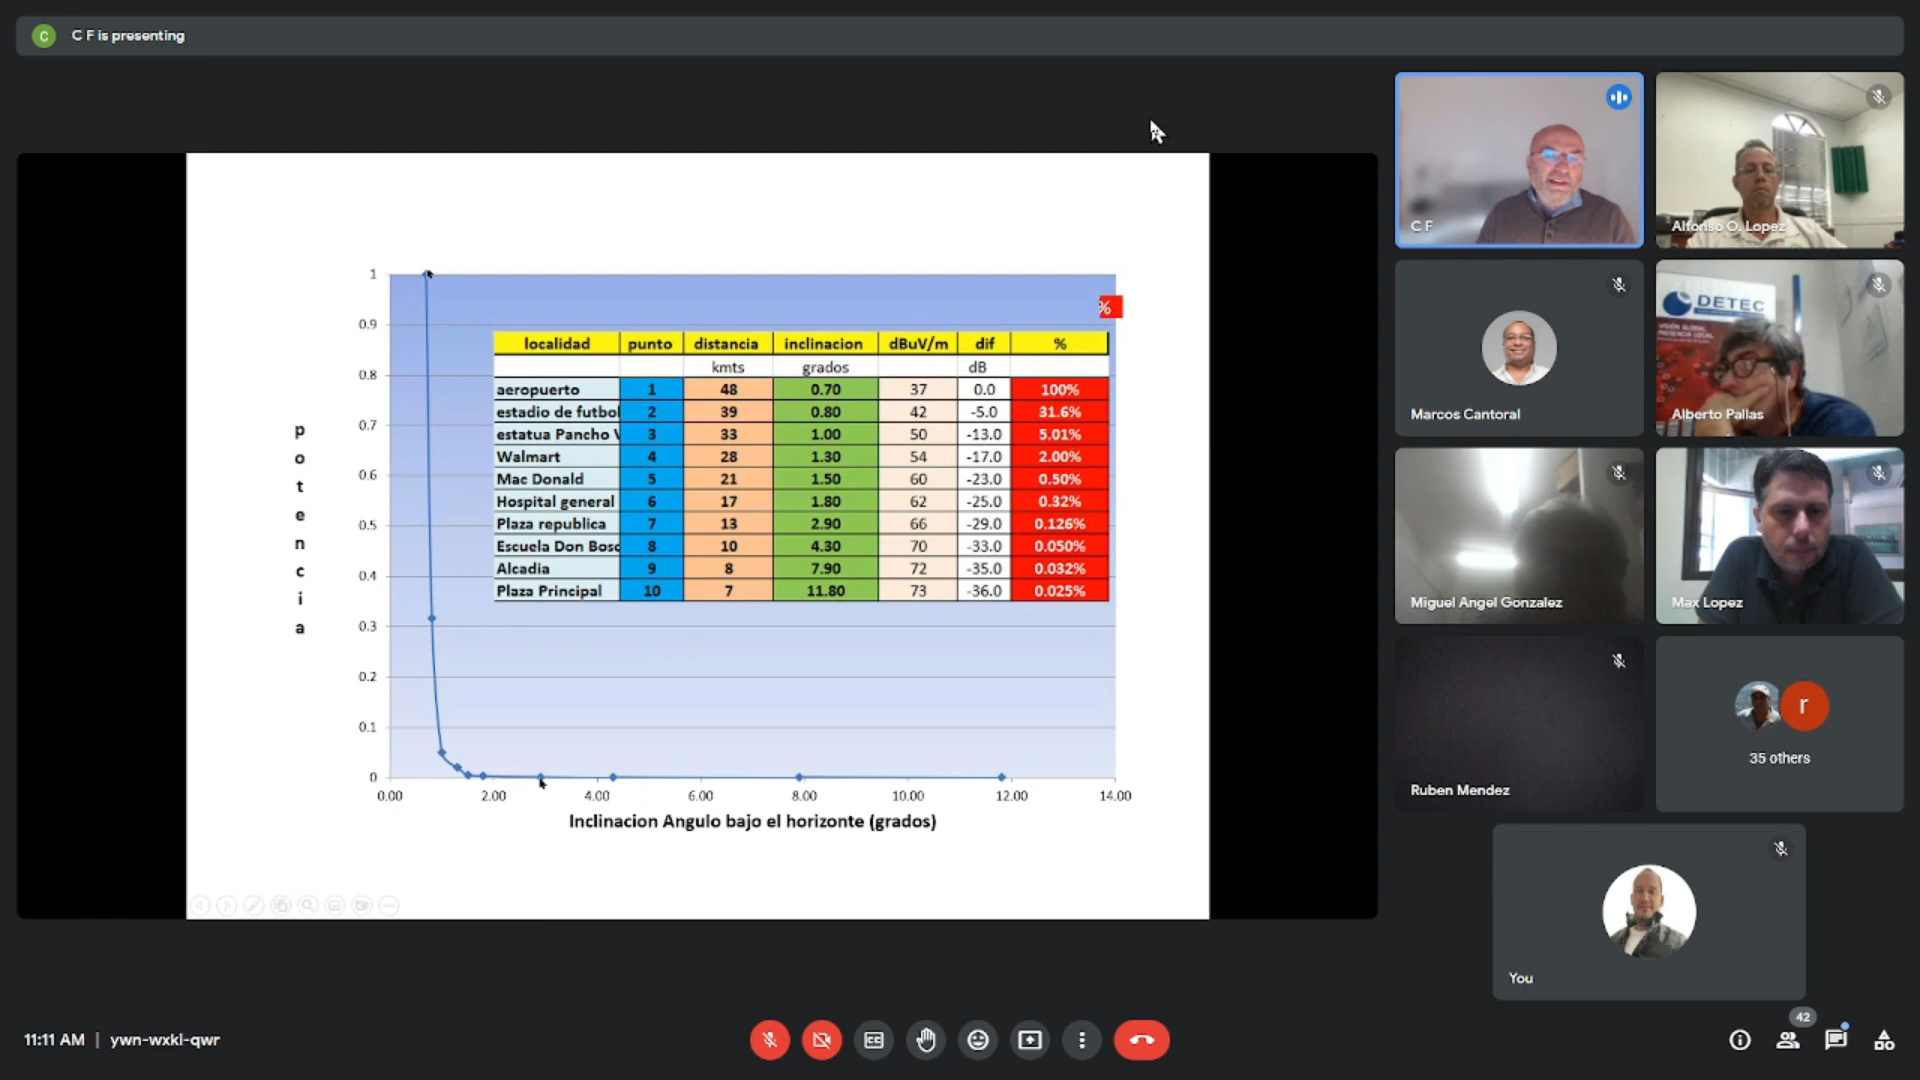 C
C F is presenting
1
0.9
0.8
0.7
0.6
0.5
0.4
0.3
0.2
0.1
0
potencia
%
localidad punto distancia inclinacion dBuV/m dif %
kmts grados dB
aeropuerto 1 48 0.70 37 0.0 100%
estadio de futbol 2 39 0.80 42 -5.0 31.6%
estatua Pancho V 3 33 1.00 50 -13.0 5.01%
Walmart 4 28 1.30 54 -17.0 2.00%
Mac Donald 5 21 1.50 60 -23.0 0.50%
Hospital general 6 17 1.80 62 -25.0 0.32%
Plaza republica 7 13 2.90 66 -29.0 0.126%
Escuela Don Bosc 8 10 4.30 70 -33.0 0.050%
Alcadia 9 8 7.90 72 -35.0 0.032%
Plaza Principal 10 7 11.80 73 -36.0 0.025%
0.00 2.00 4.00 6.00 8.00 10.00 12.00 14.00
Inclinacion Angulo bajo el horizonte (grados)
C F
Alfonso O. Lopez
Marcos Cantoral
DETEC
VISIÓN GLOBAL
PRESENCIA LOCAL
Alberto Pallas
Miguel Angel Gonzalez
Max Lopez
Ruben Mendez
r
35 others
You
11:11 AM | ywn-wxkl-qwr
CC
42